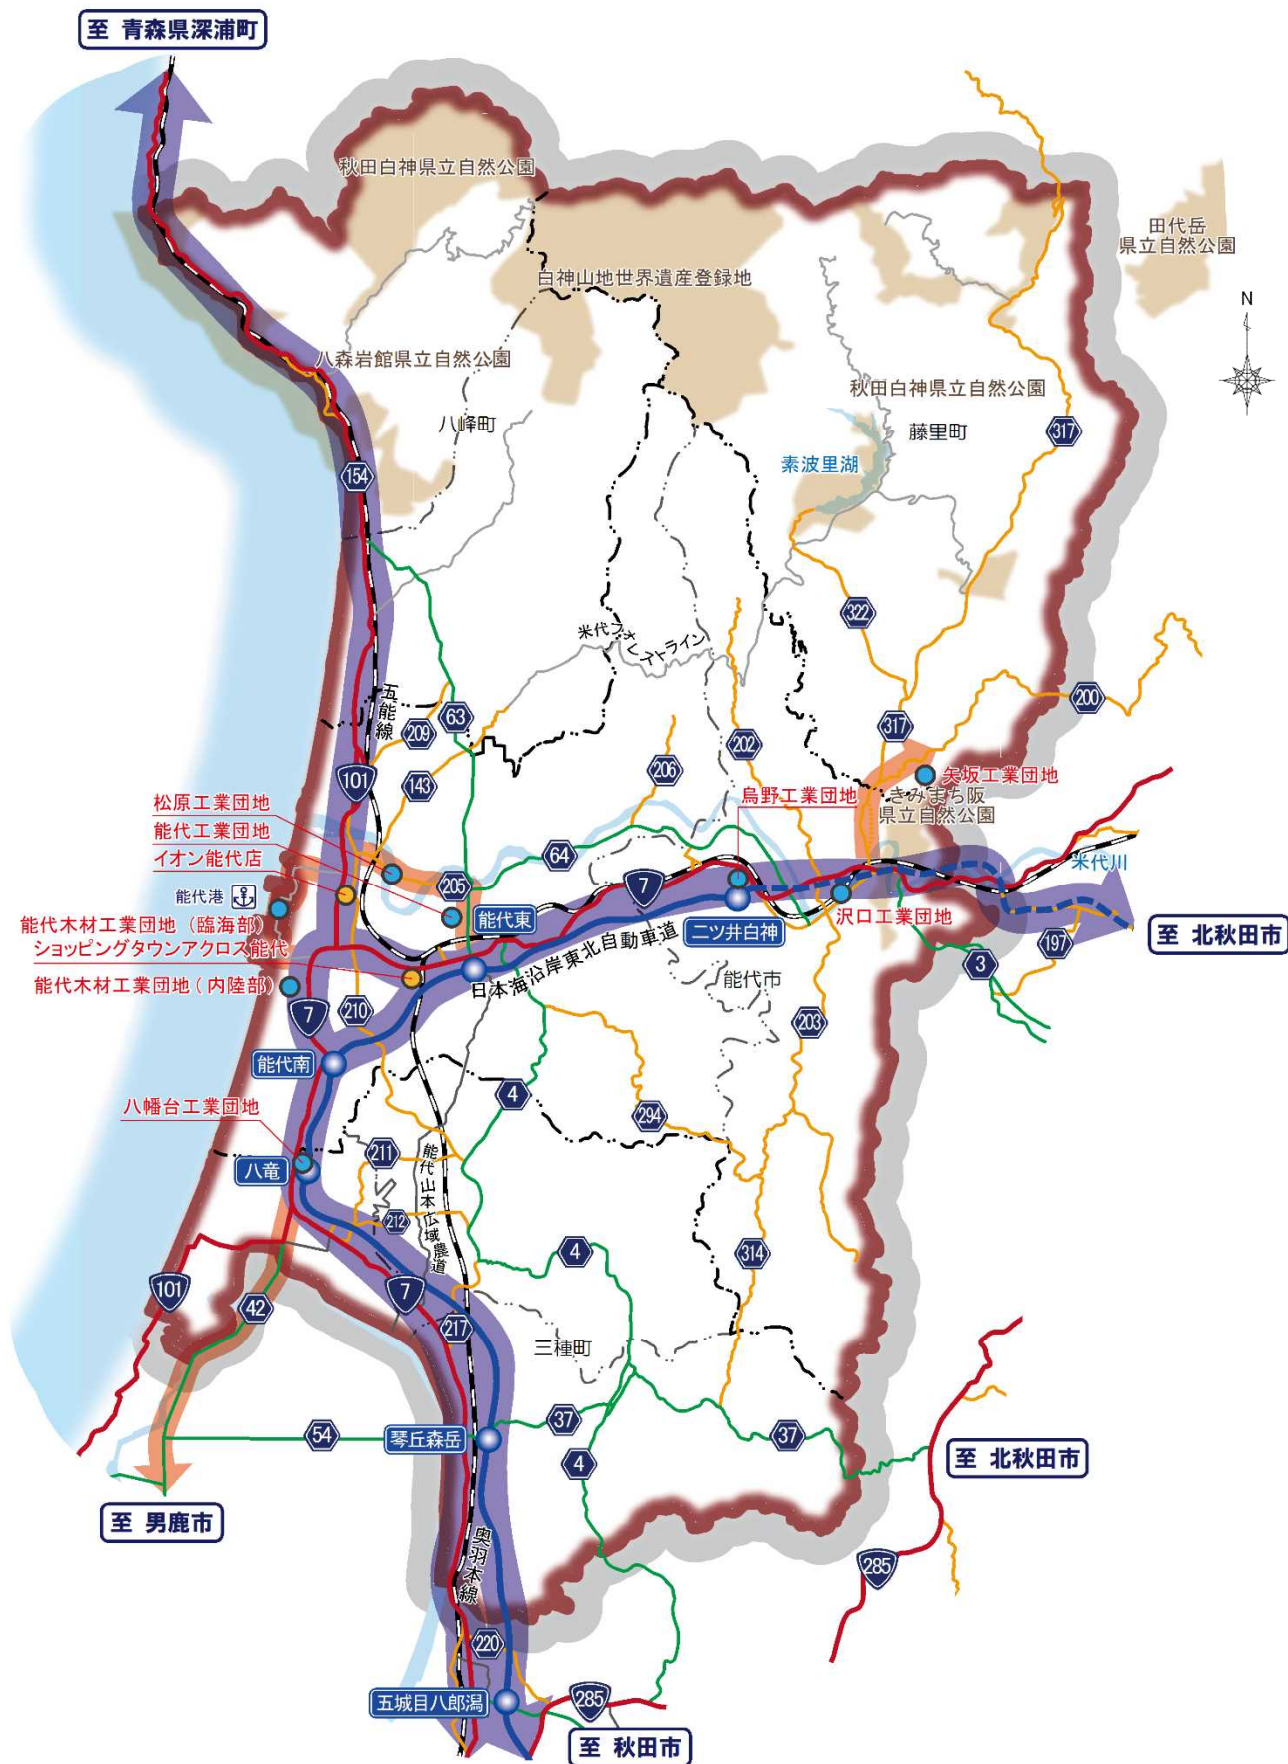 至 青森県深浦町
秋田白神県立自然公園
田代岳
県立自然公園
N
白神山地世界遺産登録地
八森岩館県立自然公園
秋田白神県立自然公園
八峰町
藤里町
317
素波里湖
154
322
米代フォレストライン
五能線
63
209
202
317
200
101
143
206
矢坂工業団地
松原工業団地
烏野工業団地
きみまち阪
県立自然公園
能代工業団地
イオン能代店
64
米代川
205
7
能代港
能代東
沢口工業団地
能代木材工業団地（臨海部）
二ツ井白神
至 北秋田市
ショッピングタウンアクロス能代
日本海沿岸東北自動車道
197
3
能代木材工業団地（内陸部）
能代市
7
210
203
能代南
4
八幡台工業団地
294
211
八竜
能代山本広域農道
212
4
314
101
7
42
217
三種町
54
琴丘森岳
37
37
4
至 北秋田市
至 男鹿市
奥羽本線
285
220
五城目八郎潟
285
至 秋田市